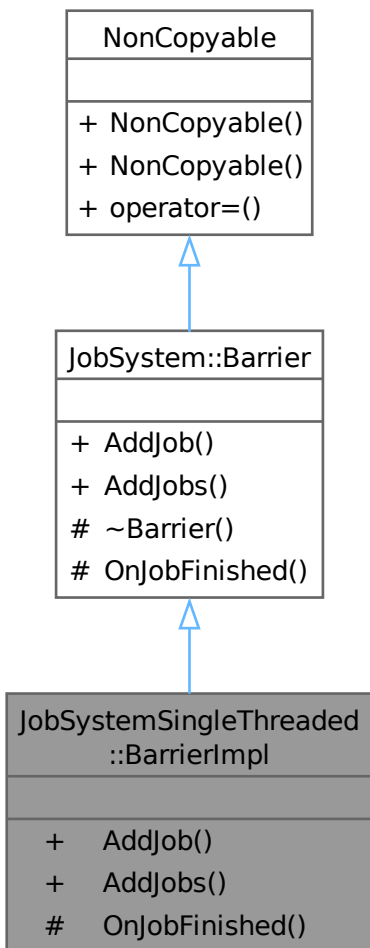 NonCopyable
+ NonCopyable()
+ NonCopyable()
+ operator=()
JobSystem::Barrier
+ AddJob()
+ AddJobs()
# ~Barrier()
# OnJobFinished()
JobSystemSingleThreaded
::BarrierImpl
+ AddJob()
+ AddJobs()
# OnJobFinished()